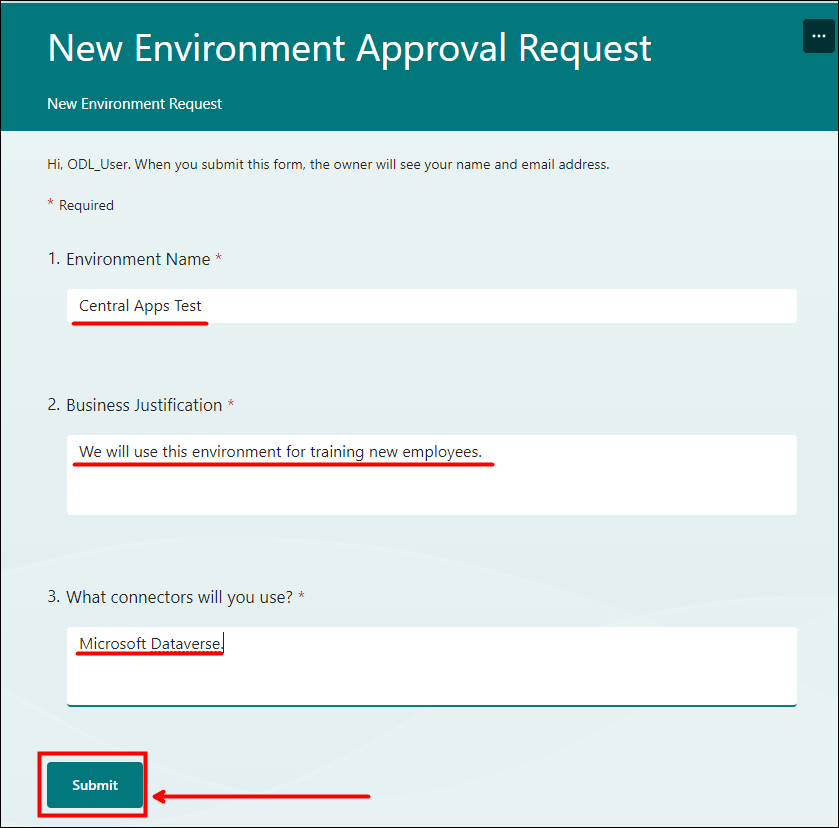 New Environment Approval Request
...
New Environment Request
Hi, ODL_User. When you submit this form, the owner will see your name and email address.
* Required
1. Environment Name *
Central Apps Test
2. Business Justification *
We will use this environment for training new employees.
3. What connectors will you use? *
Microsoft Dataverse.
Submit